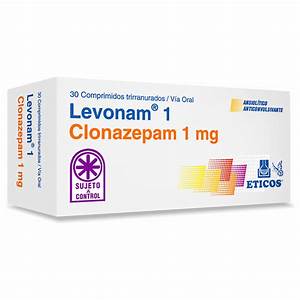 30 Comprimidos trirranurados / Vía Oral
ANSIOLÍTICO
ANTICONVULSIVANTE
Levonam® 1
Clonazepam 1 mg
SUJETO
A
CONTROL
ETICOS
Levonam® 1
Clonazepam 1 mg